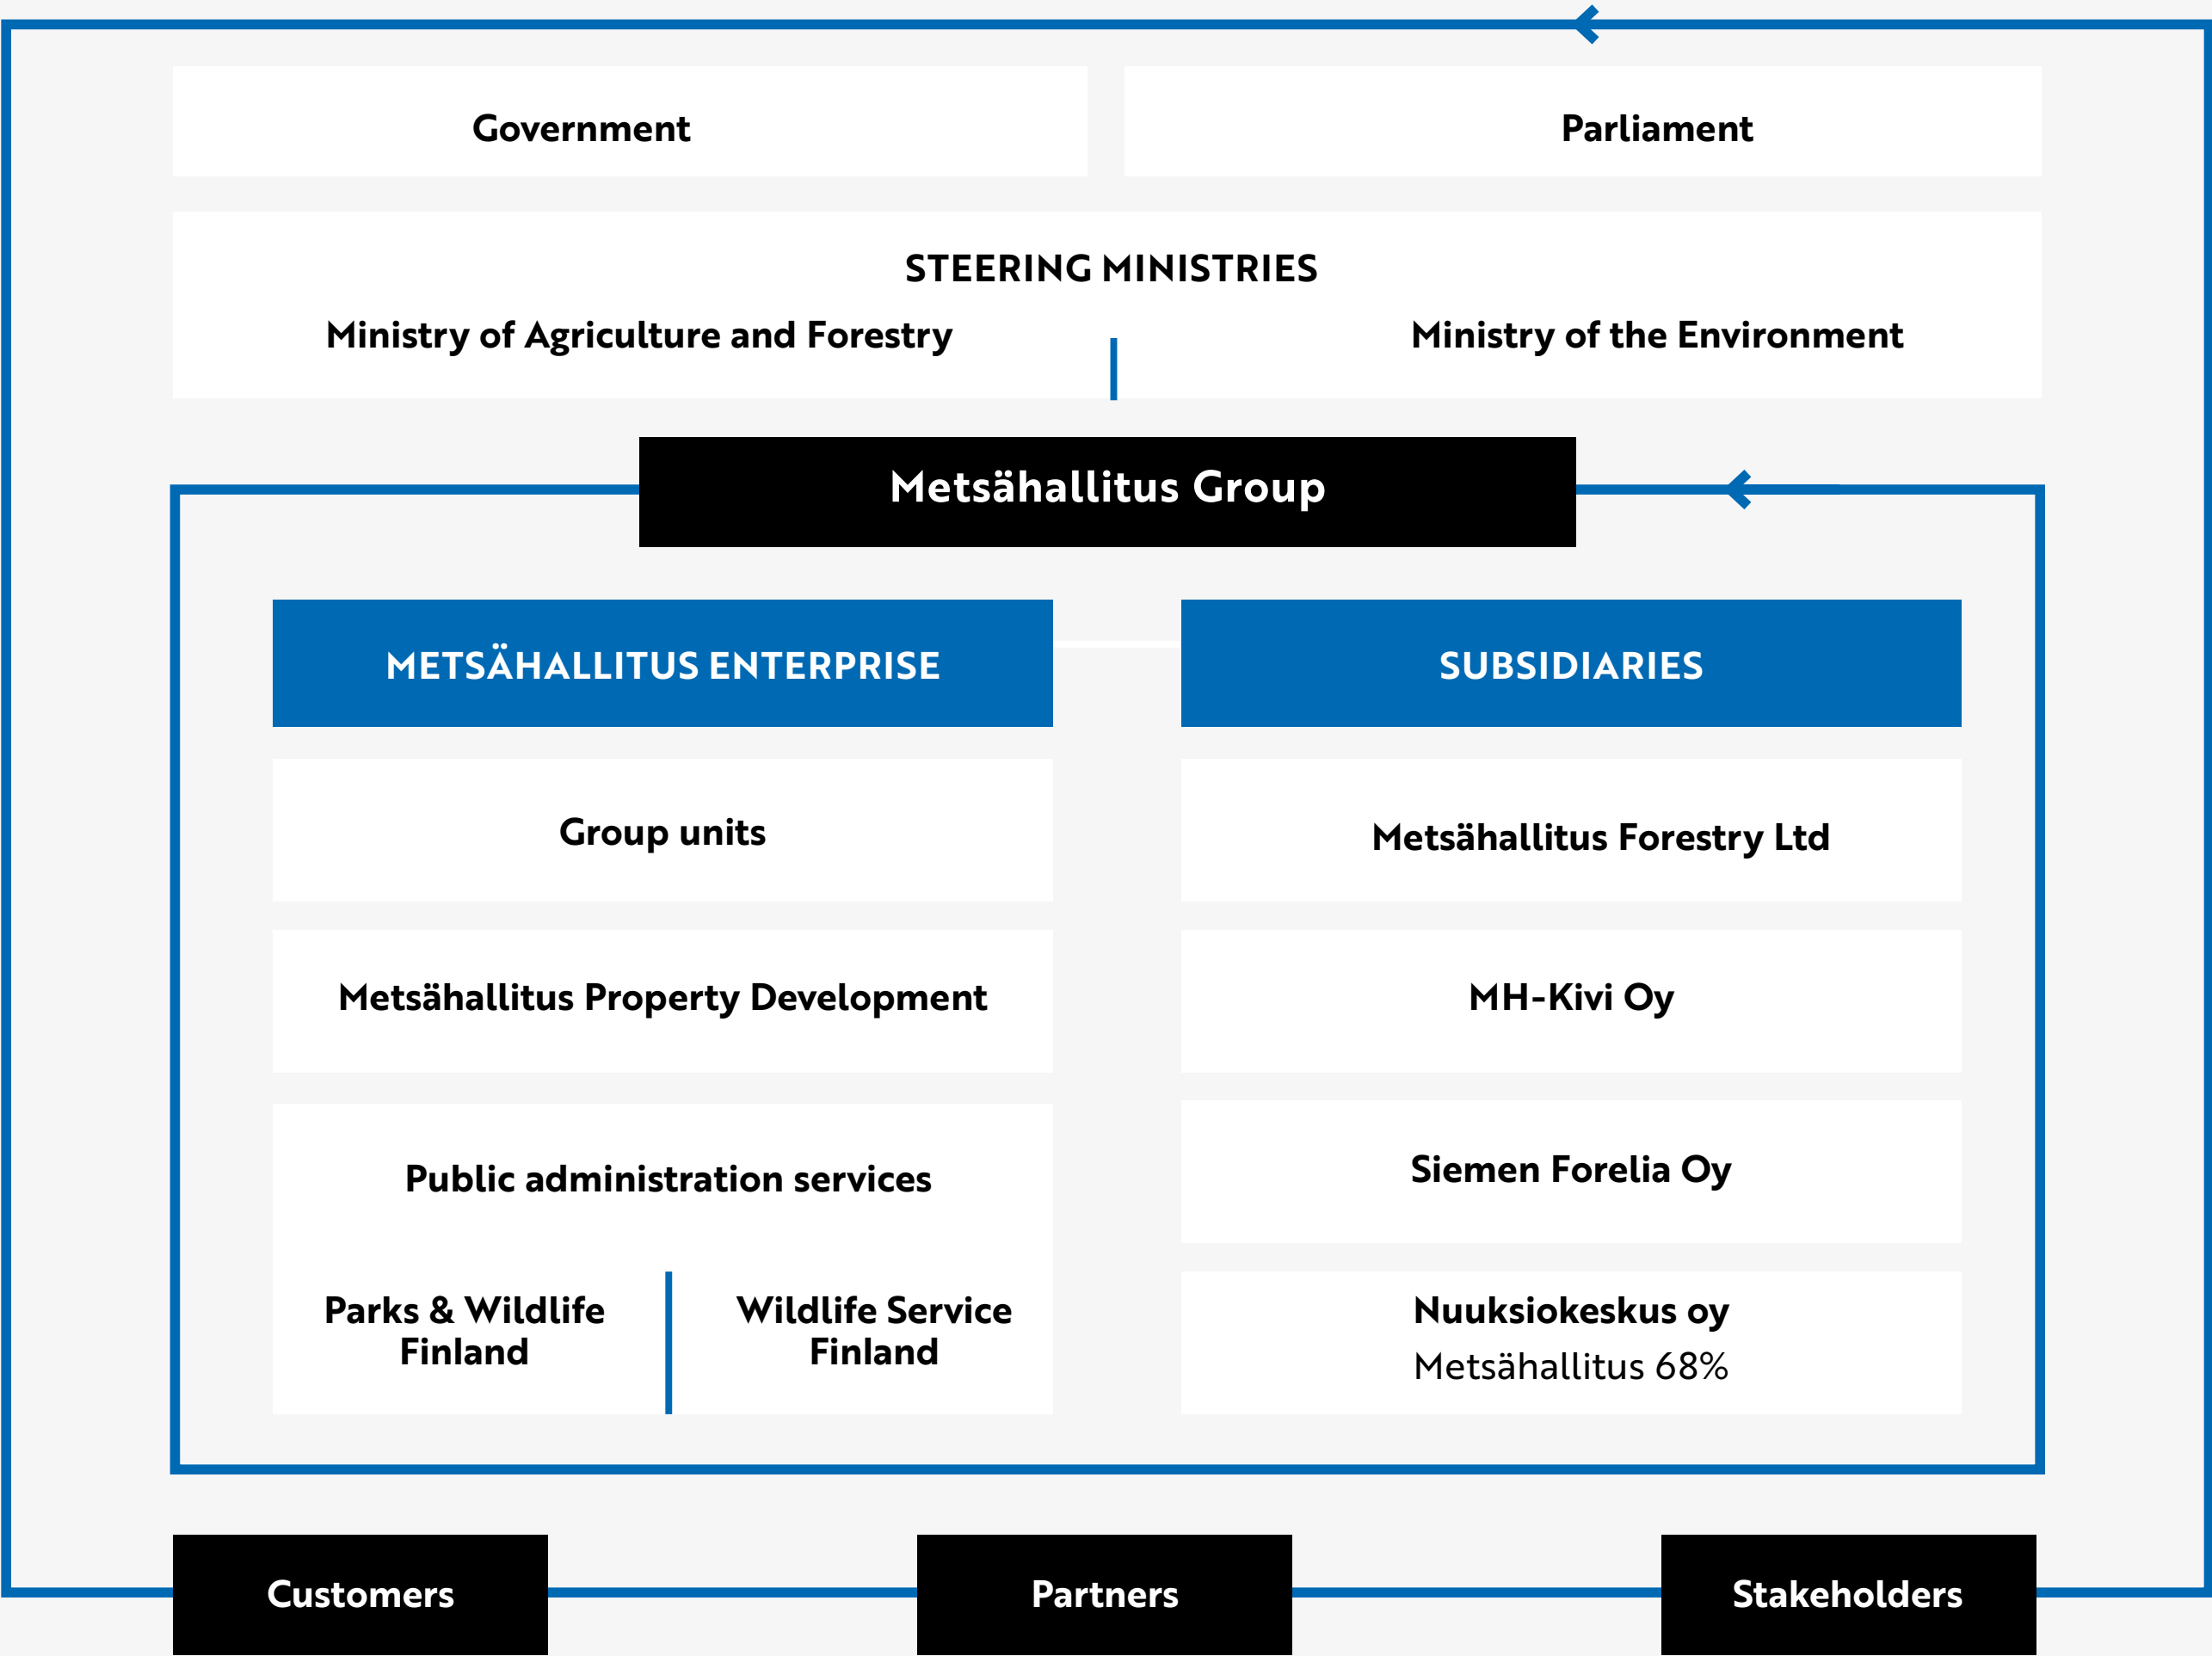 Government
Parliament
STEERING MINISTRIES
Ministry of Agriculture and Forestry
Ministry of the Environment
Metsähallitus Group
METSÄHALLITUS ENTERPRISE
SUBSIDIARIES
Group units
Metsähallitus Forestry Ltd
Metsähallitus Property Development
MH-Kivi Oy
Public administration services
Siemen Forelia Oy
Parks & Wildlife
Finland
Wildlife Service
Finland
Nuuksiokeskus oy
Metsähallitus 68%
Customers
Partners
Stakeholders